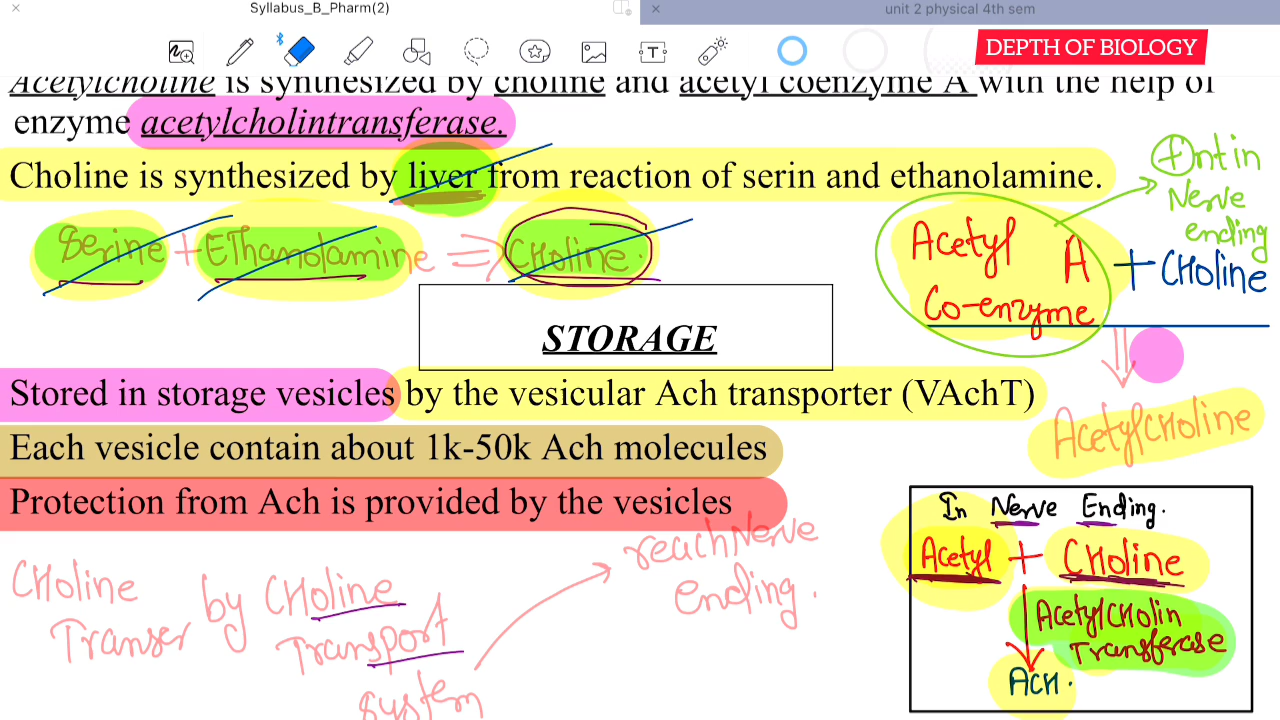 Syllabus_B_Pharm(2)
unit 2 physical 4th sem
DEPTH OF BIOLOGY
Acetylcholine is synthesized by choline and acetyl coenzyme A with the help of
enzyme acetylcholintransferase.
Choline is synthesized by liver from reaction of serin and ethanolamine.
Serine + EThanolamine ⇒ CHoline.
in
Nerve
ending
Acetyl A
Co-enzyme
+ CHoline
AcetylCHoline
STORAGE
Stored in storage vesicles by the vesicular Ach transporter (VAchT)
Each vesicle contain about 1k-50k Ach molecules
Protection from Ach is provided by the vesicles
CHoline
Transer by CHoline
Transport
system
reach Nerve
ending.
In Nerve Ending.
Acetyl + CHoline
AcetylCHolin
Transferase
ACH.